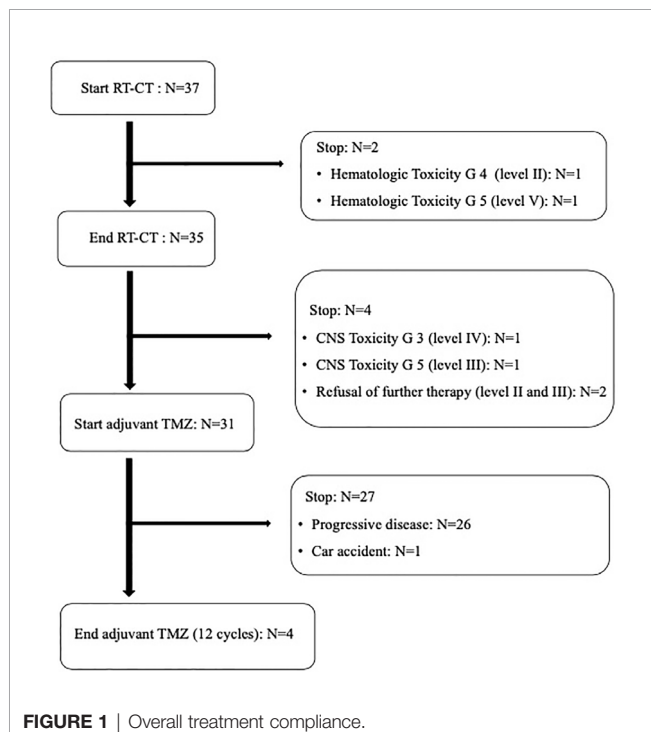 Start RT-CT : N=37
Stop: N=2
• Hematologic Toxicity G 4 (level II): N=1
• Hematologic Toxicity G 5 (level V): N=1
End RT-CT : N=35
Stop: N=4
• CNS Toxicity G 3 (level IV): N=1
• CNS Toxicity G 5 (level III): N=1
• Refusal of further therapy (level II and III): N=2
Start adjuvant TMZ: N=31
Stop: N=27
• Progressive disease: N=26
• Car accident: N=1
End adjuvant TMZ (12 cycles): N=4
FIGURE 1 | Overall treatment compliance.